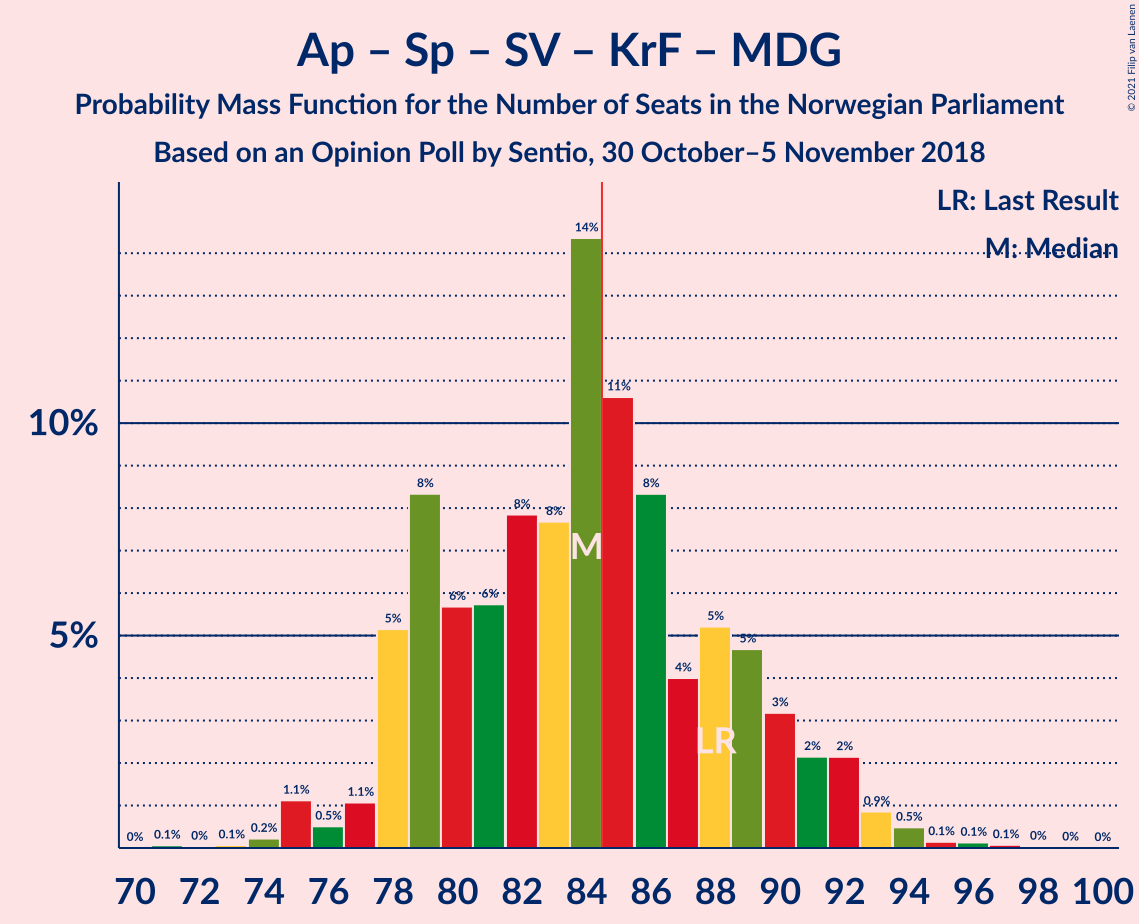 Ap – Sp – SV – KrF – MDG
Probability Mass Function for the Number of Seats in the Norwegian Parliament
Based on an Opinion Poll by Sentio, 30 October–5 November 2018
© 2021 Filip van Laenen
LR: Last Result
M: Median
10%
5%
0% 0.1% 0% 0.1% 0.2% 1.1% 0.5% 1.1% 5% 8% 6% 6% 8% 8% 14% 11% 8% 4% 5% 5% 3% 2% 2% 0.9% 0.5% 0.1% 0.1% 0.1% 0% 0% 0%
M
LR
70 72 74 76 78 80 82 84 86 88 90 92 94 96 98 100